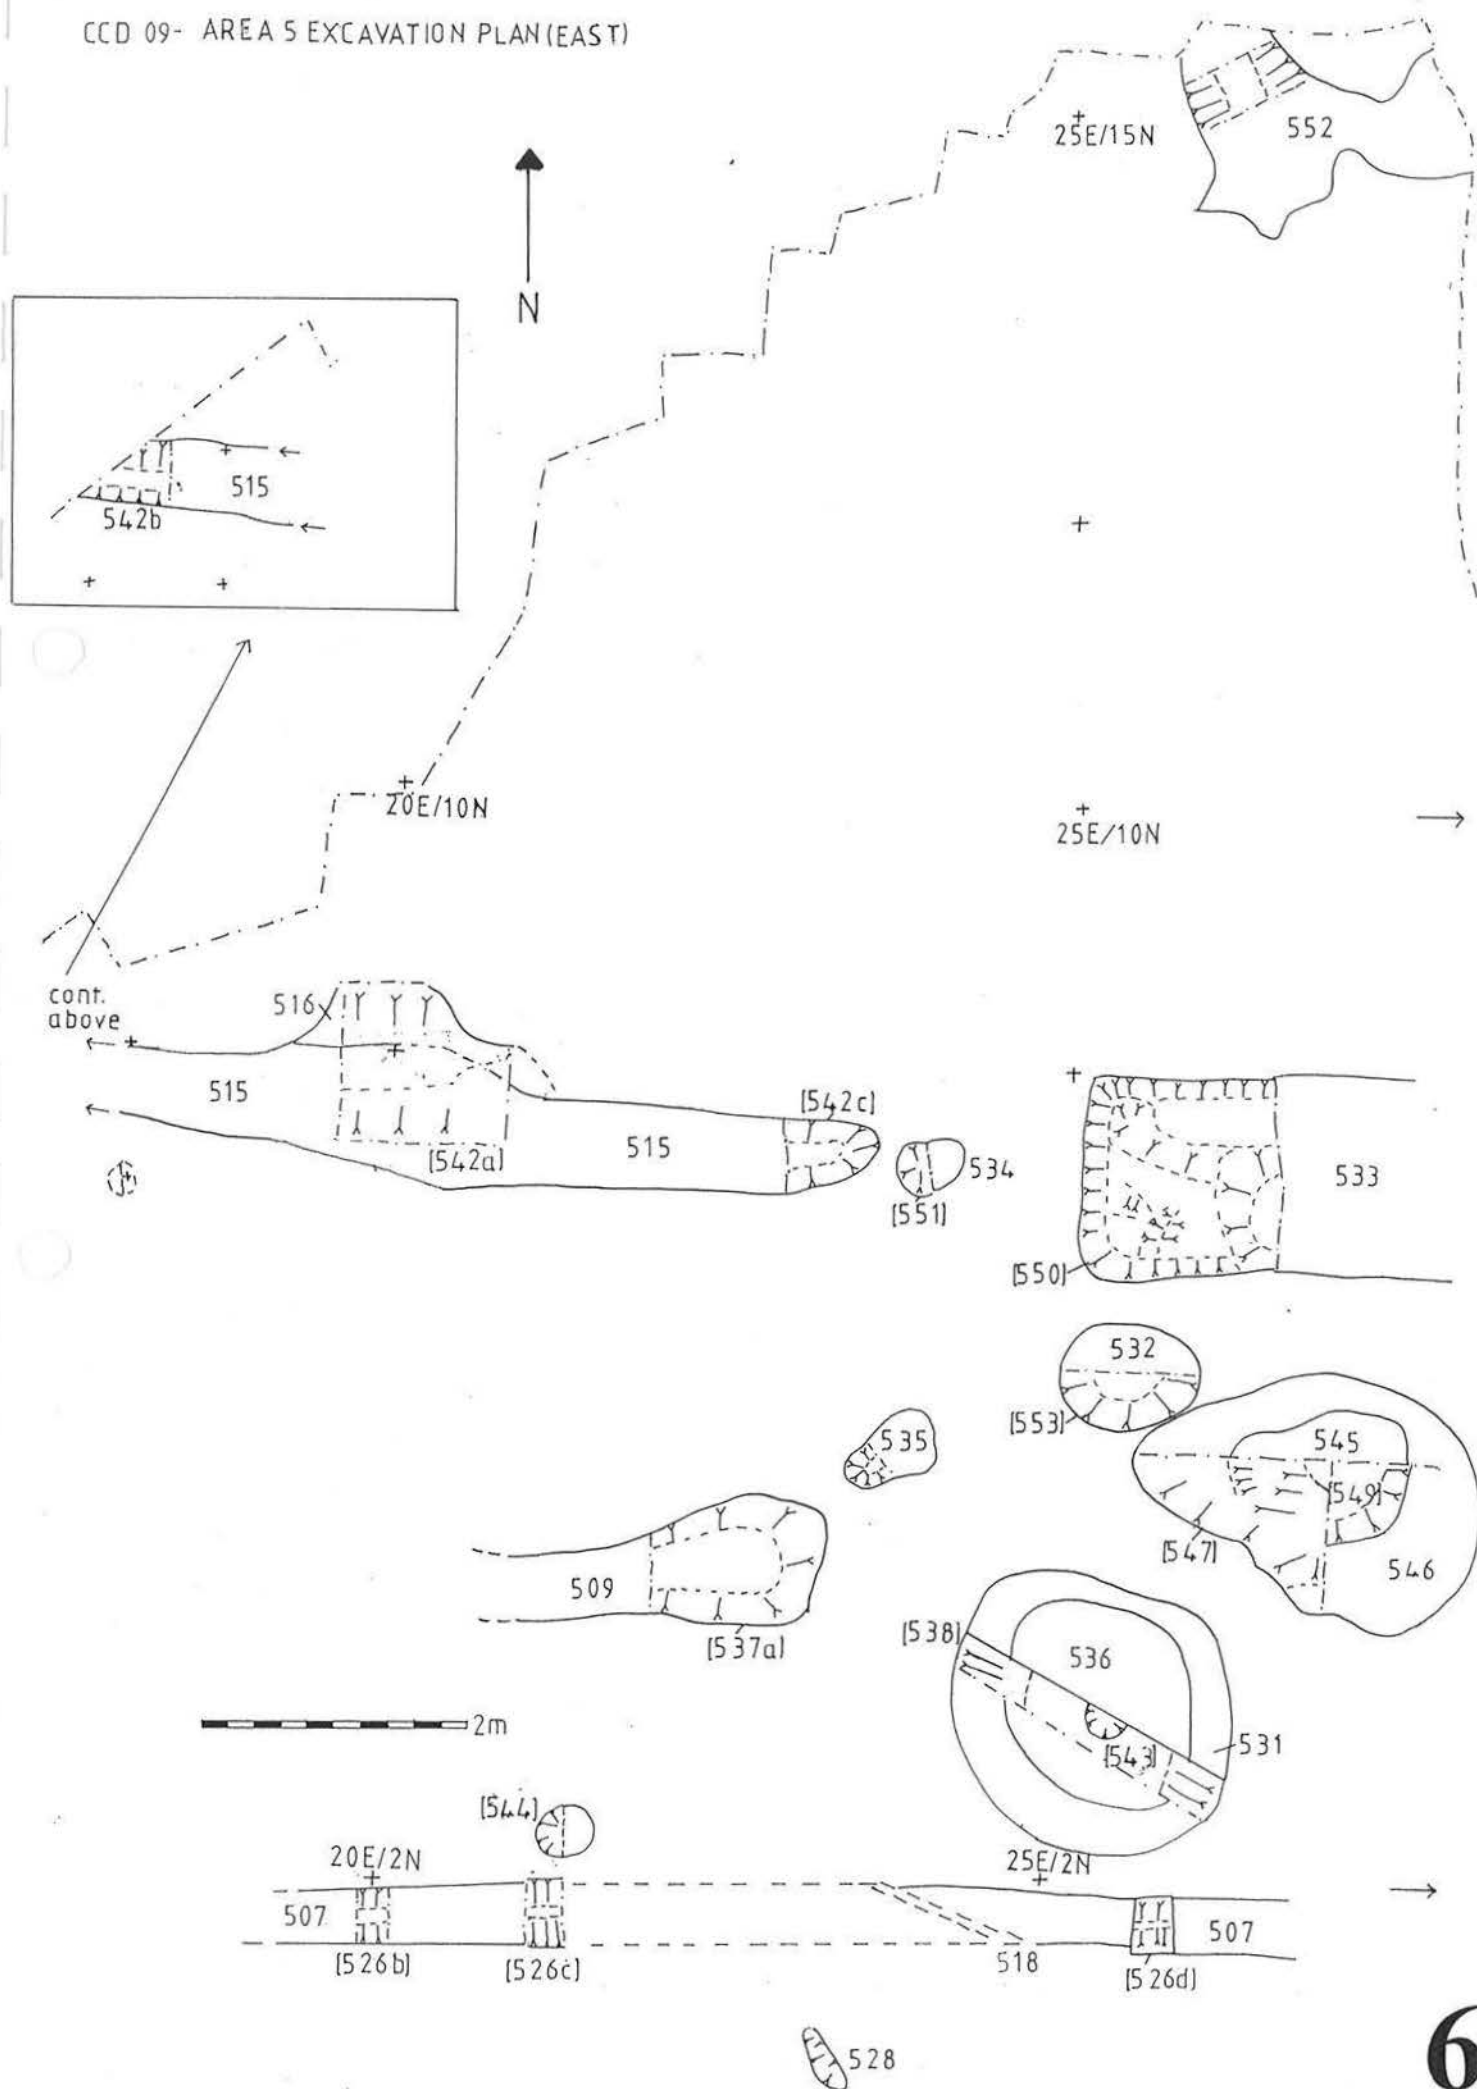 CCD 09- AREA 5 EXCAVATION PLAN (EAST)
25E/15N
552
N
515
542b
20E/10N
25E/10N
cont.
above
516
515
[542a]
515
[542c]
534
[551]
533
[550]
532
[553]
535
545
[549]
[547]
546
509
[537a]
[538]
536
[543]
531
2m
[544]
20E/2N
25E/2N
507
[526b]
[526c]
518
[526d]
507
528
6